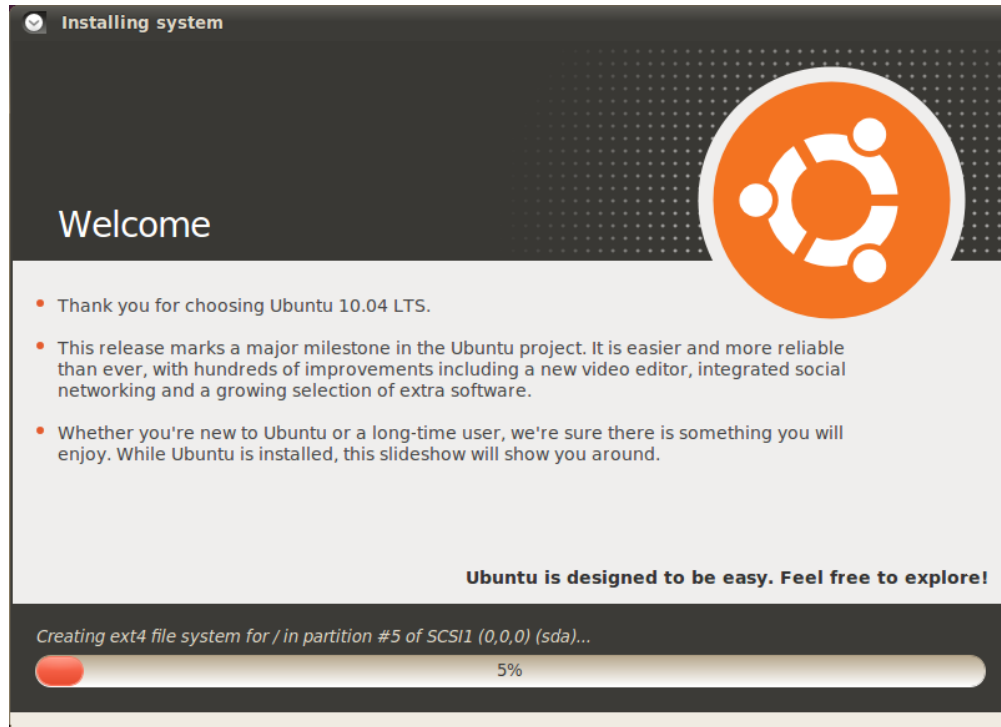 Installing system
Welcome
Thank you for choosing Ubuntu 10.04 LTS.
This release marks a major milestone in the Ubuntu project. It is easier and more reliable
than ever, with hundreds of improvements including a new video editor, integrated social
networking and a growing selection of extra software.
Whether you're new to Ubuntu or a long-time user, we're sure there is something you will
enjoy. While Ubuntu is installed, this slideshow will show you around.
Ubuntu is designed to be easy. Feel free to explore!
Creating ext4 file system for / in partition #5 of SCSI1 (0,0,0) (sda)...
5%